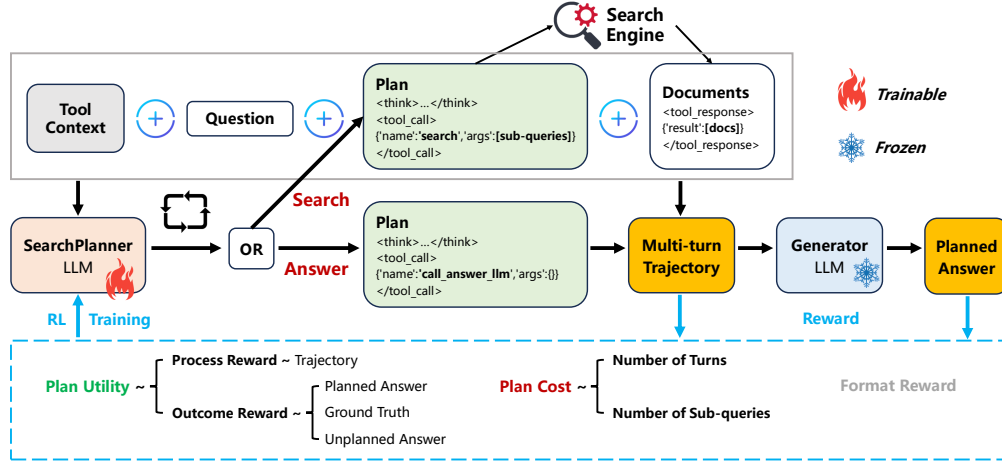 Search
Engine
Tool
Context
Question
Plan
<think>...</think>
<tool_call>
{'name':'search','args':[sub-queries]}
</tool_call>
Documents
<tool_response>
{'result':[docs]}
</tool_response>
Trainable
Frozen
Search
SearchPlanner
LLM
OR
Answer
Plan
<think>...</think>
<tool_call>
{'name':'call_answer_llm','args':{}}
</tool_call>
Multi-turn
Trajectory
Generator
LLM
Planned
Answer
RL Training
Reward
Plan Utility ~
Process Reward ~ Trajectory
Outcome Reward ~
Planned Answer
Ground Truth
Unplanned Answer
Plan Cost ~
Number of Turns
Number of Sub-queries
Format Reward